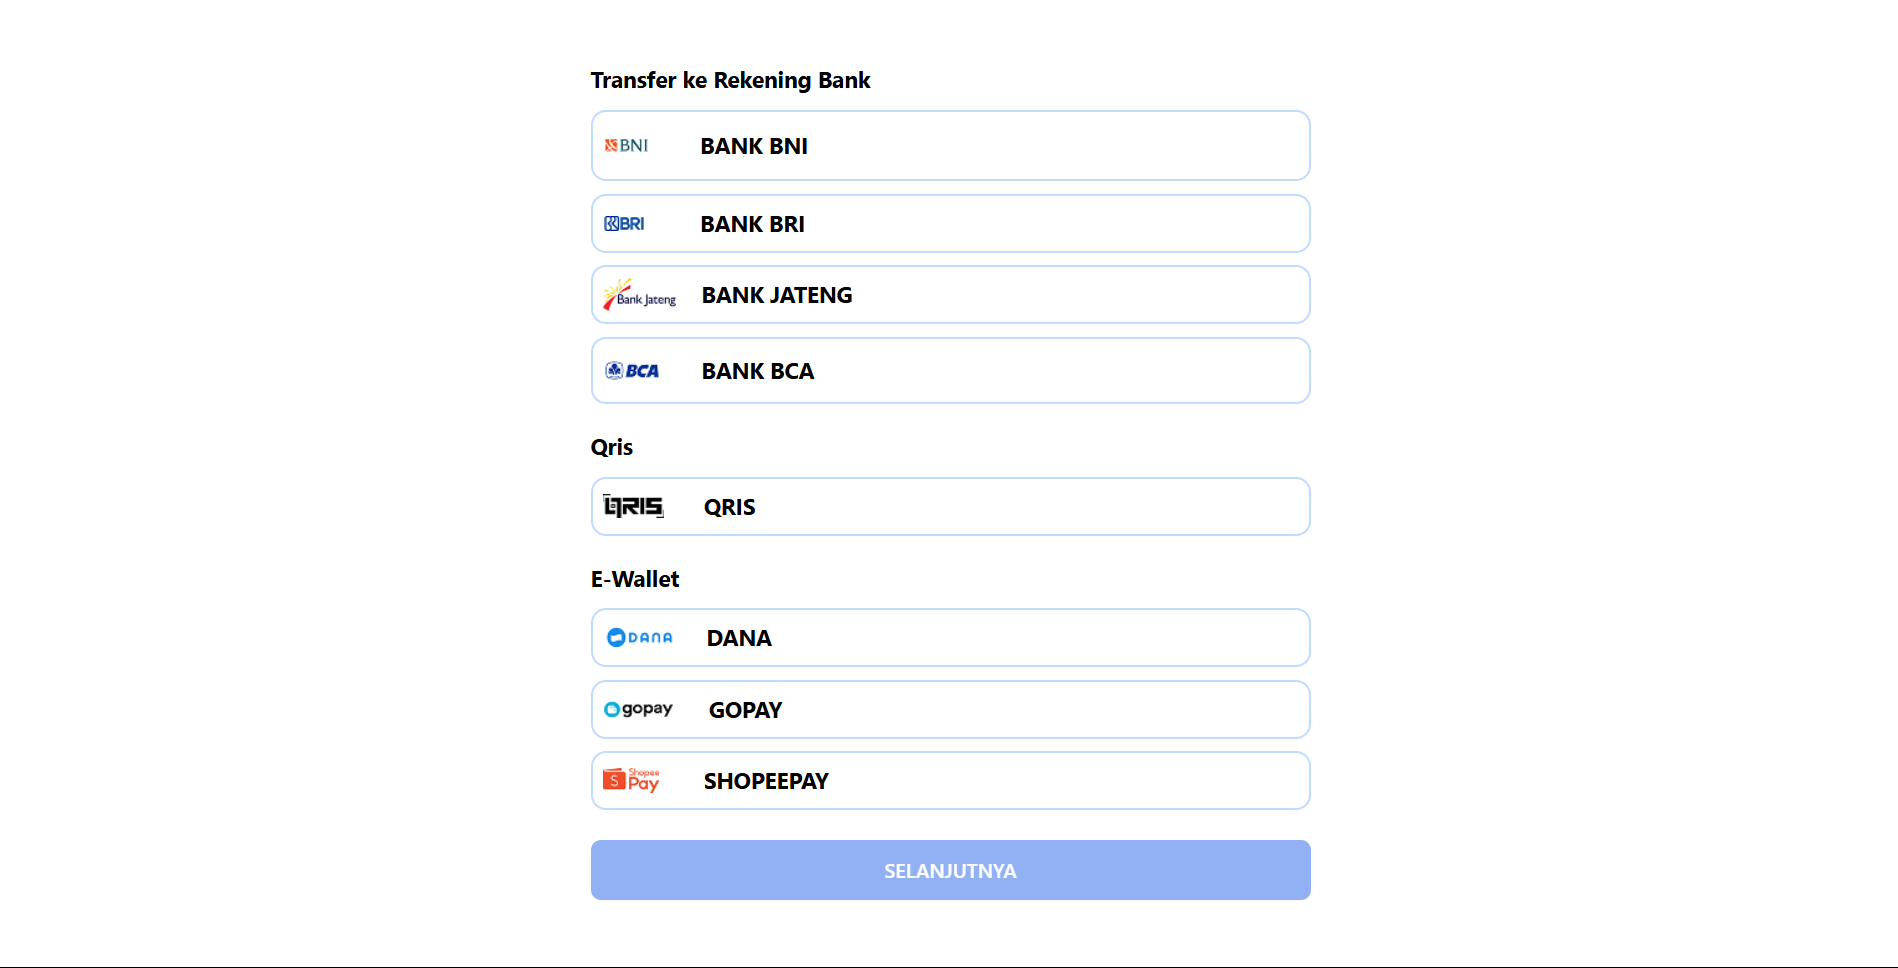 Transfer ke Rekening Bank
BNI BANK BNI
BRI BANK BRI
Bank Jateng BANK JATENG
BCA BANK BCA
Qris
QRIS QRIS
E-Wallet
DANA DANA
gopay GOPAY
S Shopee Pay SHOPEEPAY
SELANJUTNYA